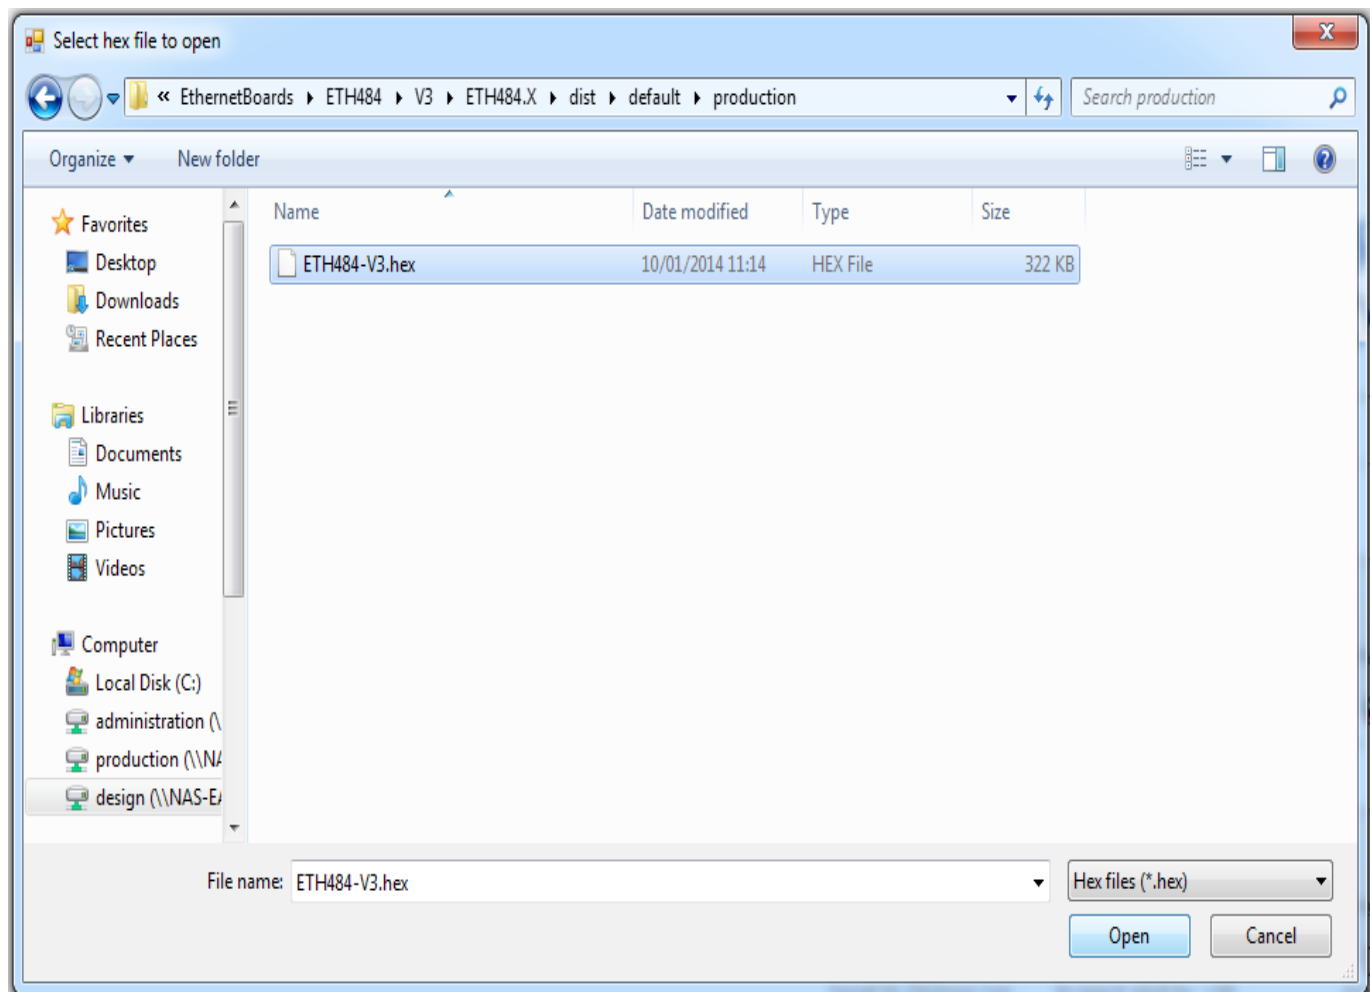 Select hex file to open
« EthernetBoards ▸ ETH484 ▸ V3 ▸ ETH484.X ▸ dist ▸ default ▸ production
Search production
Organize New folder
Name Date modified Type Size
ETH484-V3.hex 10/01/2014 11:14 HEX File 322 KB
Favorites
Desktop
Downloads
Recent Places
Libraries
Documents
Music
Pictures
Videos
Computer
Local Disk (C:)
administration (\
production (\\NA
design (\\NAS-EA
File name: ETH484-V3.hex Hex files (*.hex)
Open Cancel